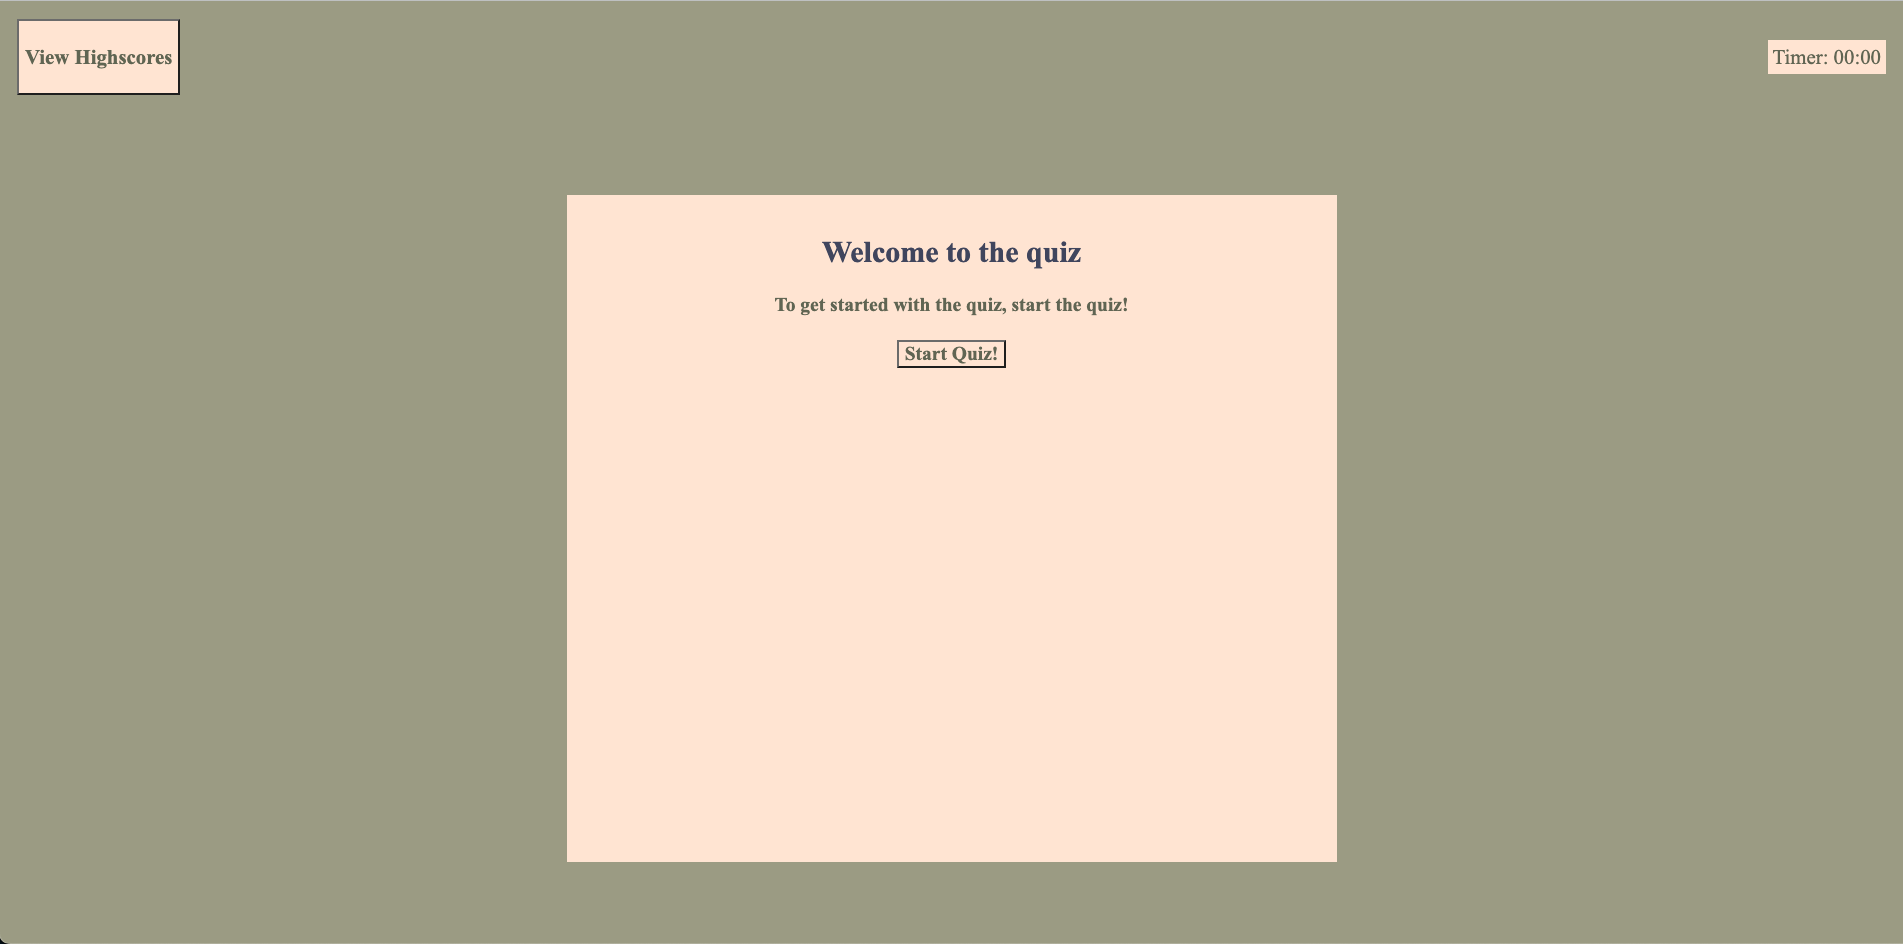 View Highscores
Timer: 00:00
Welcome to the quiz
To get started with the quiz, start the quiz!
Start Quiz!